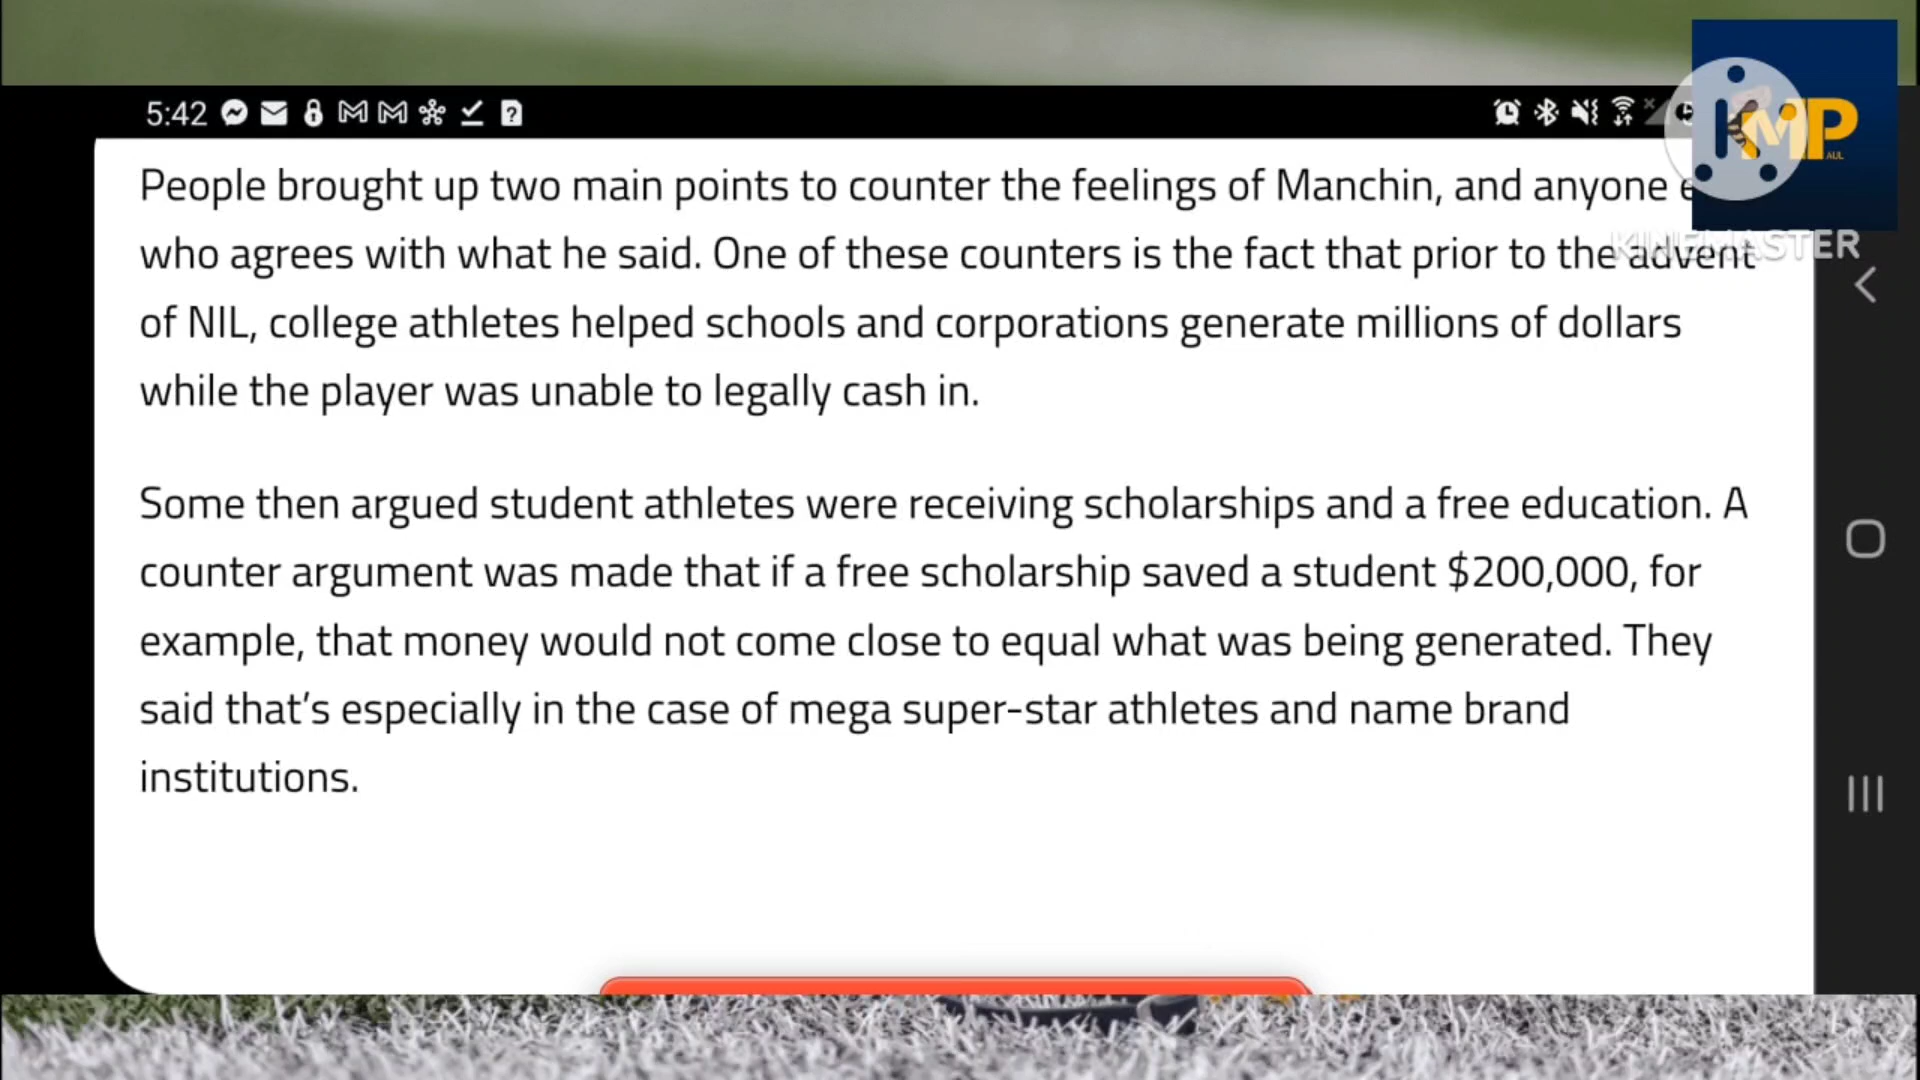 5:42
People brought up two main points to counter the feelings of Manchin, and anyone
who agrees with what he said. One of these counters is the fact that prior to the advent
of NIL, college athletes helped schools and corporations generate millions of dollars
while the player was unable to legally cash in.
Some then argued student athletes were receiving scholarships and a free education. A
counter argument was made that if a free scholarship saved a student $200,000, for
example, that money would not come close to equal what was being generated. They
said that's especially in the case of mega super-star athletes and name brand
institutions.
KMP
AUL
KINEMASTER